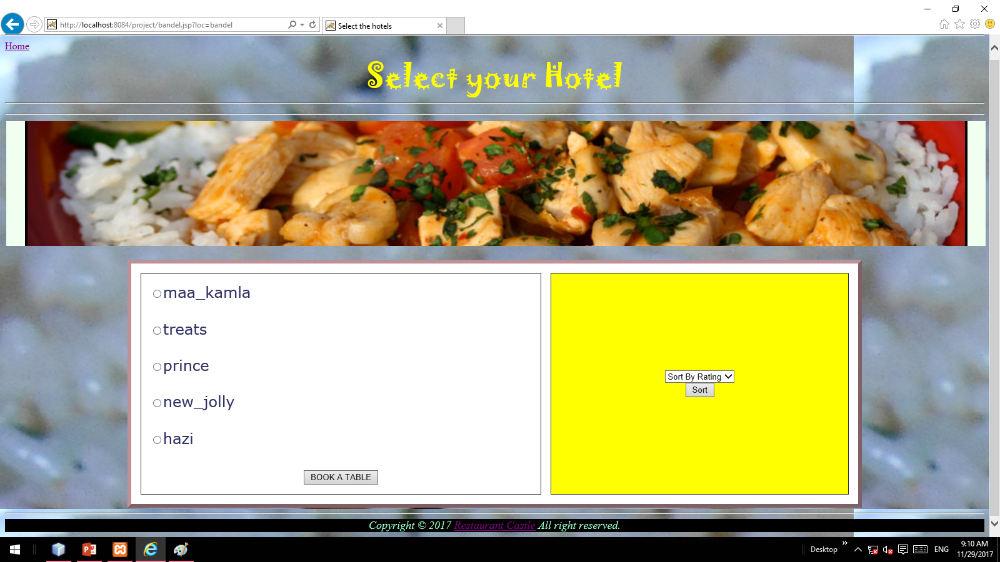 http://localhost:8084/project/bandel.jsp?loc=bandel
Select the hotels
Home
Select your Hotel
maa_kamla
treats
prince
new_jolly
hazi
BOOK A TABLE
Sort By Rating
Sort
Copyright © 2017 Restaurant Castle All right reserved.
Desktop
ENG
9:10 AM
11/29/2017